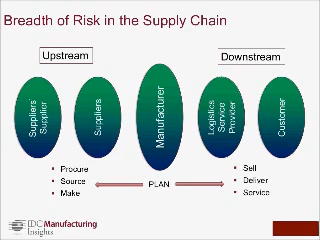 Breadth of Risk in the Supply Chain
Upstream
Downstream
Suppliers
Supplier
Suppliers
Manufacturer
Logistics
Service
Provider
Customer
▪ Procure
▪ Source
▪ Make
PLAN
▪ Sell
▪ Deliver
▪ Service
IDC Manufacturing
Insights